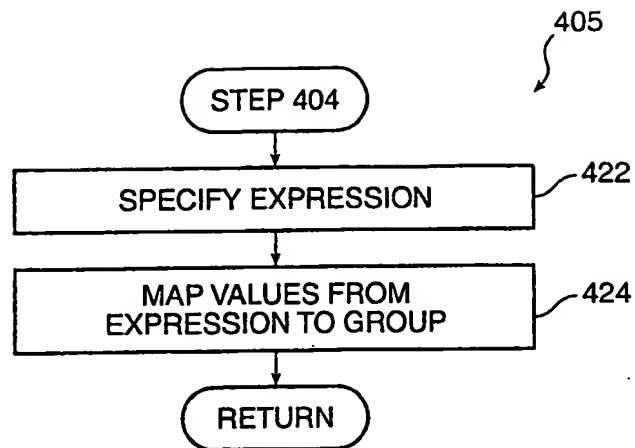 405
STEP 404
SPECIFY EXPRESSION
422
MAP VALUES FROM
EXPRESSION TO GROUP
424
RETURN